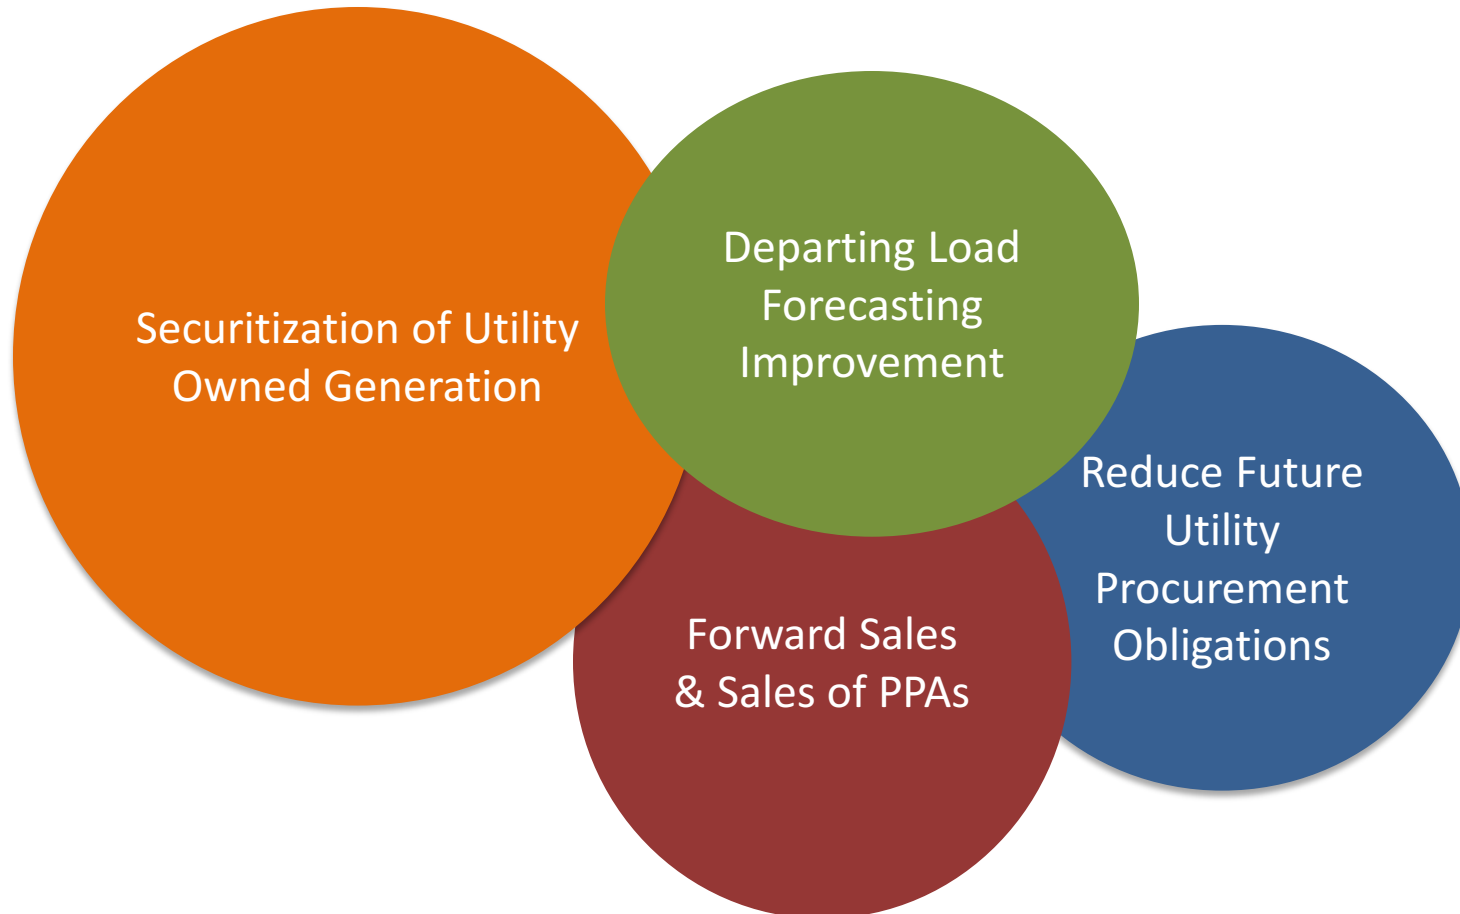 Securitization of Utility
Owned Generation
Departing Load
Forecasting
Improvement
Forward Sales
& Sales of PPAs
Reduce Future
Utility
Procurement
Obligations